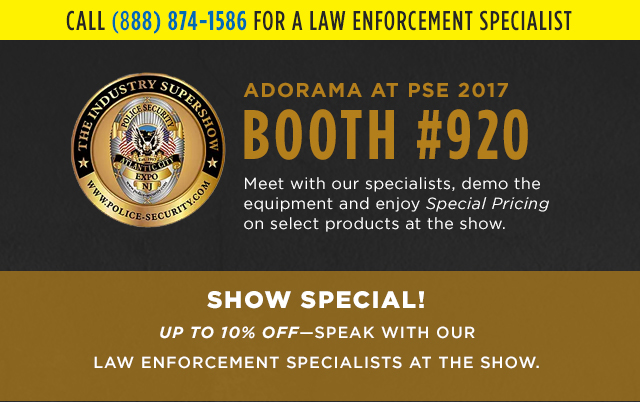 CALL (888) 874-1586 FOR A LAW ENFORCEMENT SPECIALIST
THE INDUSTRY SUPERSHOW
POLICE SECURITY
ATLANTIC CITY
EXPO
NJ
WWW.POLICE-SECURITY.COM
ADORAMA AT PSE 2017
BOOTH #920
Meet with our specialists, demo the
equipment and enjoy Special Pricing
on select products at the show.
SHOW SPECIAL!
UP TO 10% OFF—SPEAK WITH OUR
LAW ENFORCEMENT SPECIALISTS AT THE SHOW.